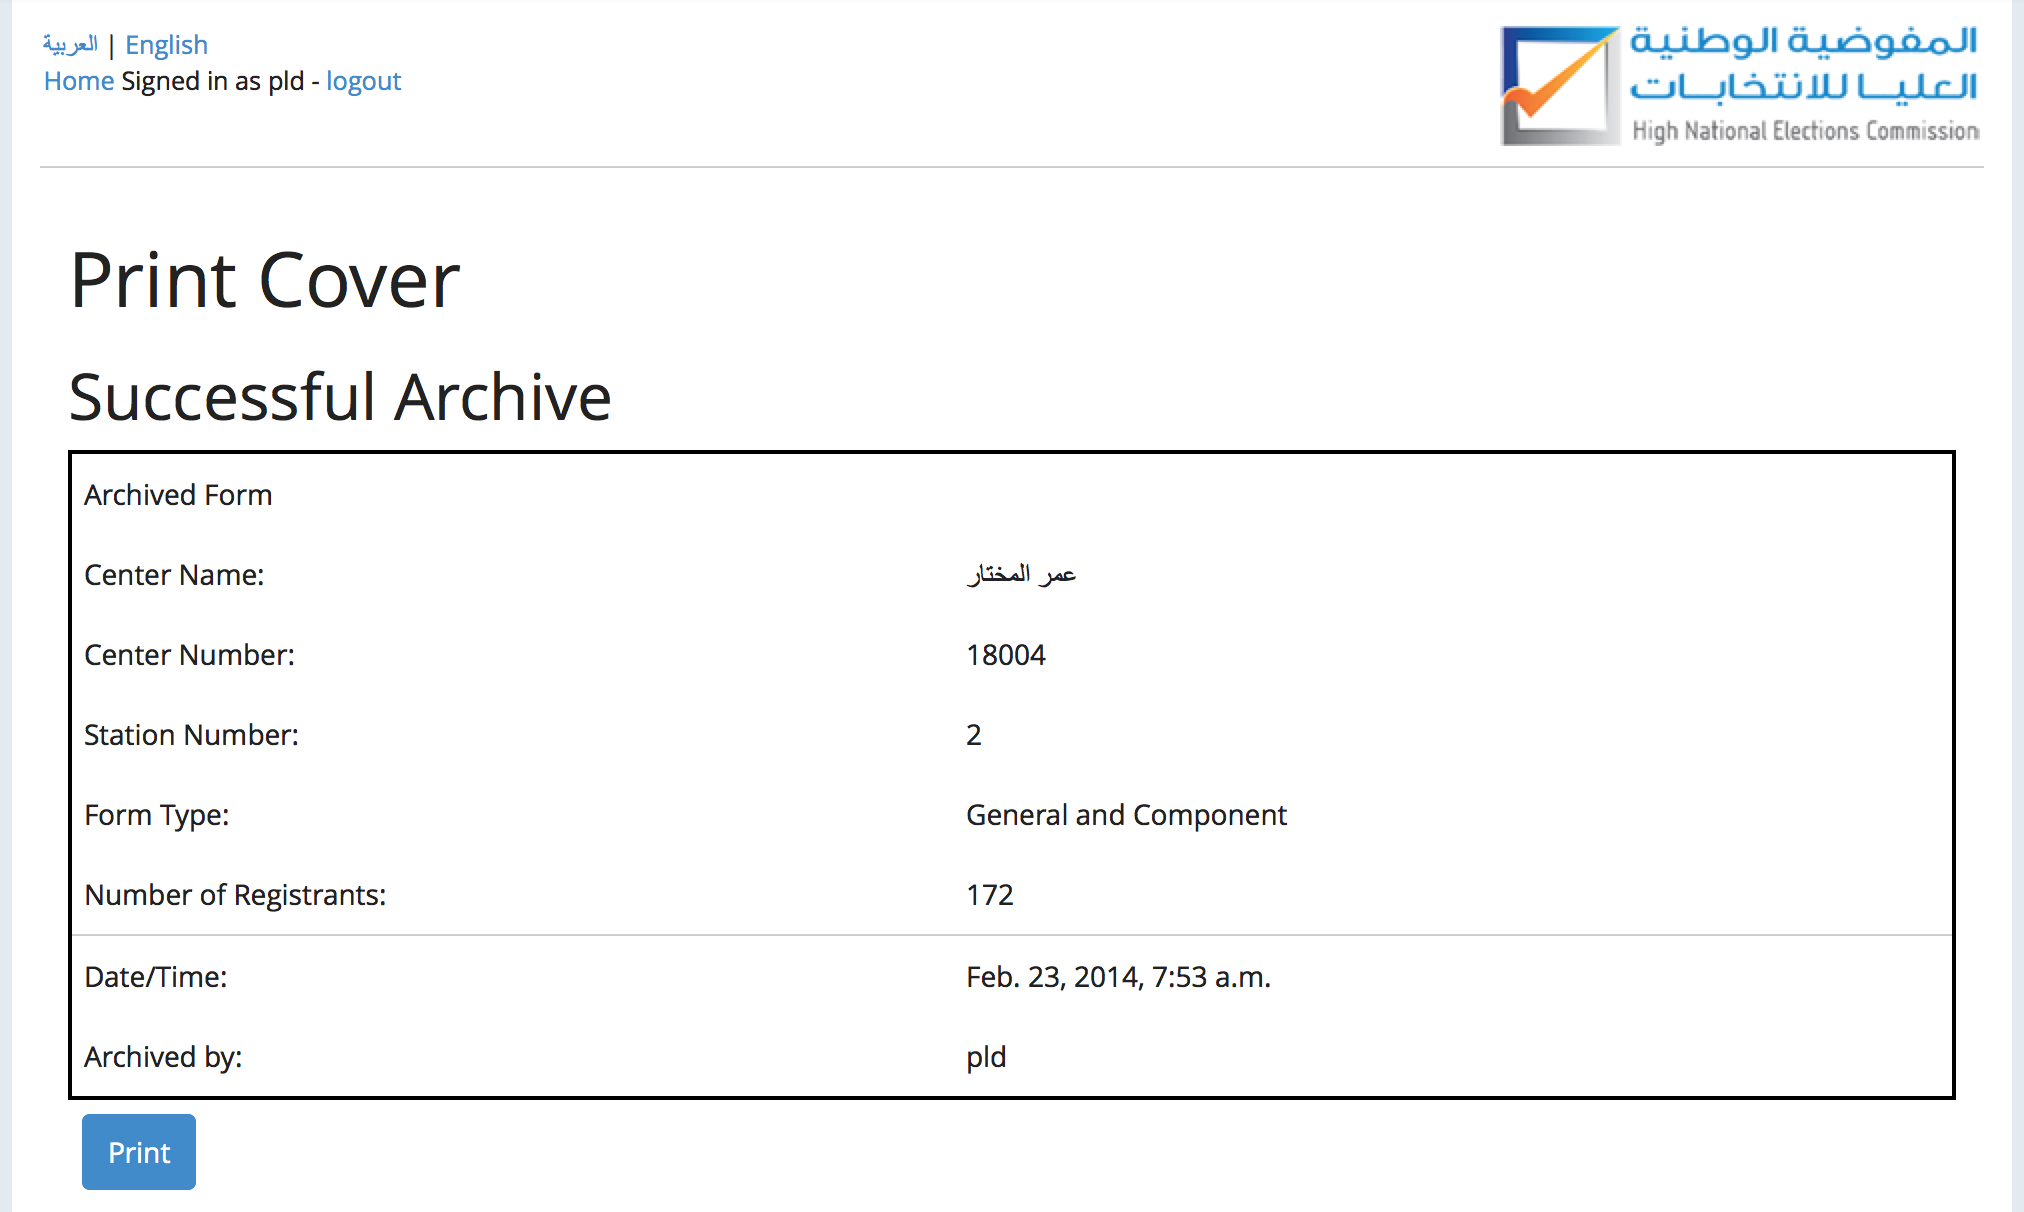 العربية | English
Home Signed in as pld - logout
المفوضية الوطنية
العليــا للانتخابــات
High National Elections Commission
Print Cover
Successful Archive
Archived Form
Center Name: عمر المختار
Center Number: 18004
Station Number: 2
Form Type: General and Component
Number of Registrants: 172
Date/Time: Feb. 23, 2014, 7:53 a.m.
Archived by: pld
Print